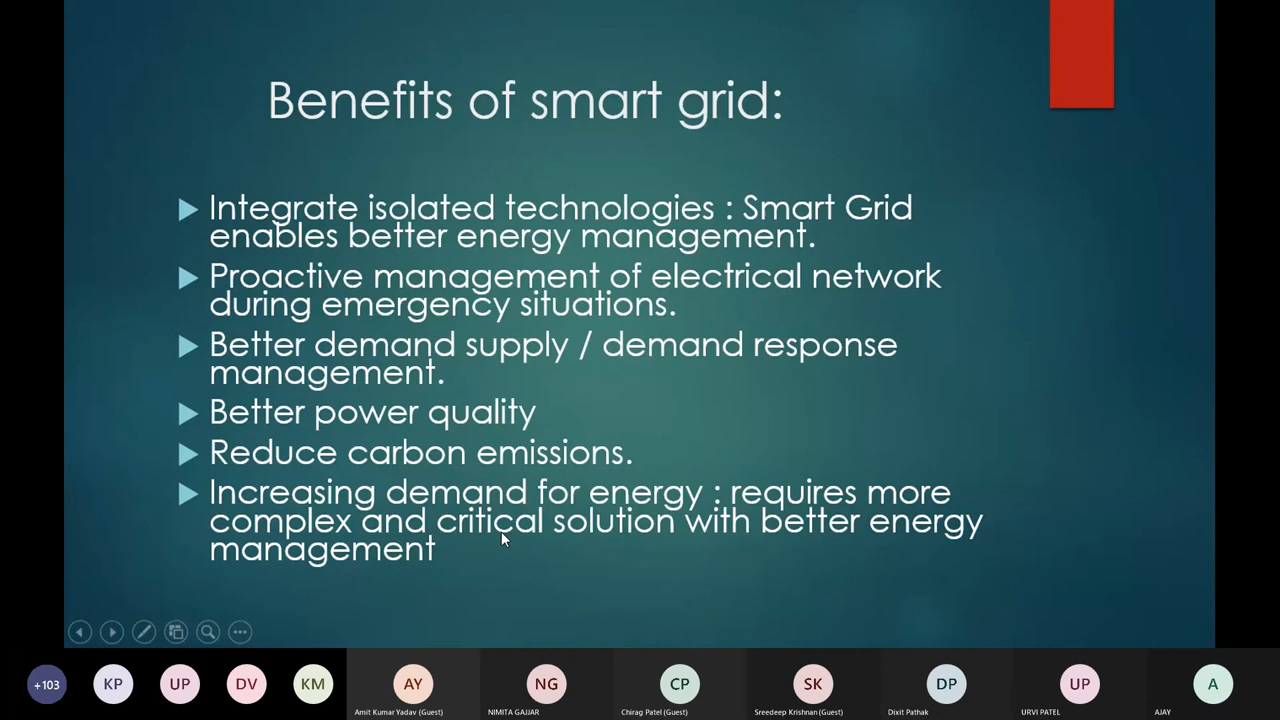 Benefits of smart grid:
Integrate isolated technologies : Smart Grid
enables better energy management.
Proactive management of electrical network
during emergency situations.
Better demand supply / demand response
management.
Better power quality
Reduce carbon emissions.
Increasing demand for energy : requires more
complex and critical solution with better energy
management
+103
KP
UP
DV
KM
AY
NG
CP
SK
DP
UP
A
Amit Kumar Yadav (Guest)
NIMITA GAJJAR
Chirag Patel (Guest)
Sreedeep Krishnan (Guest)
Dixit Pathak
URVI PATEL
AJAY